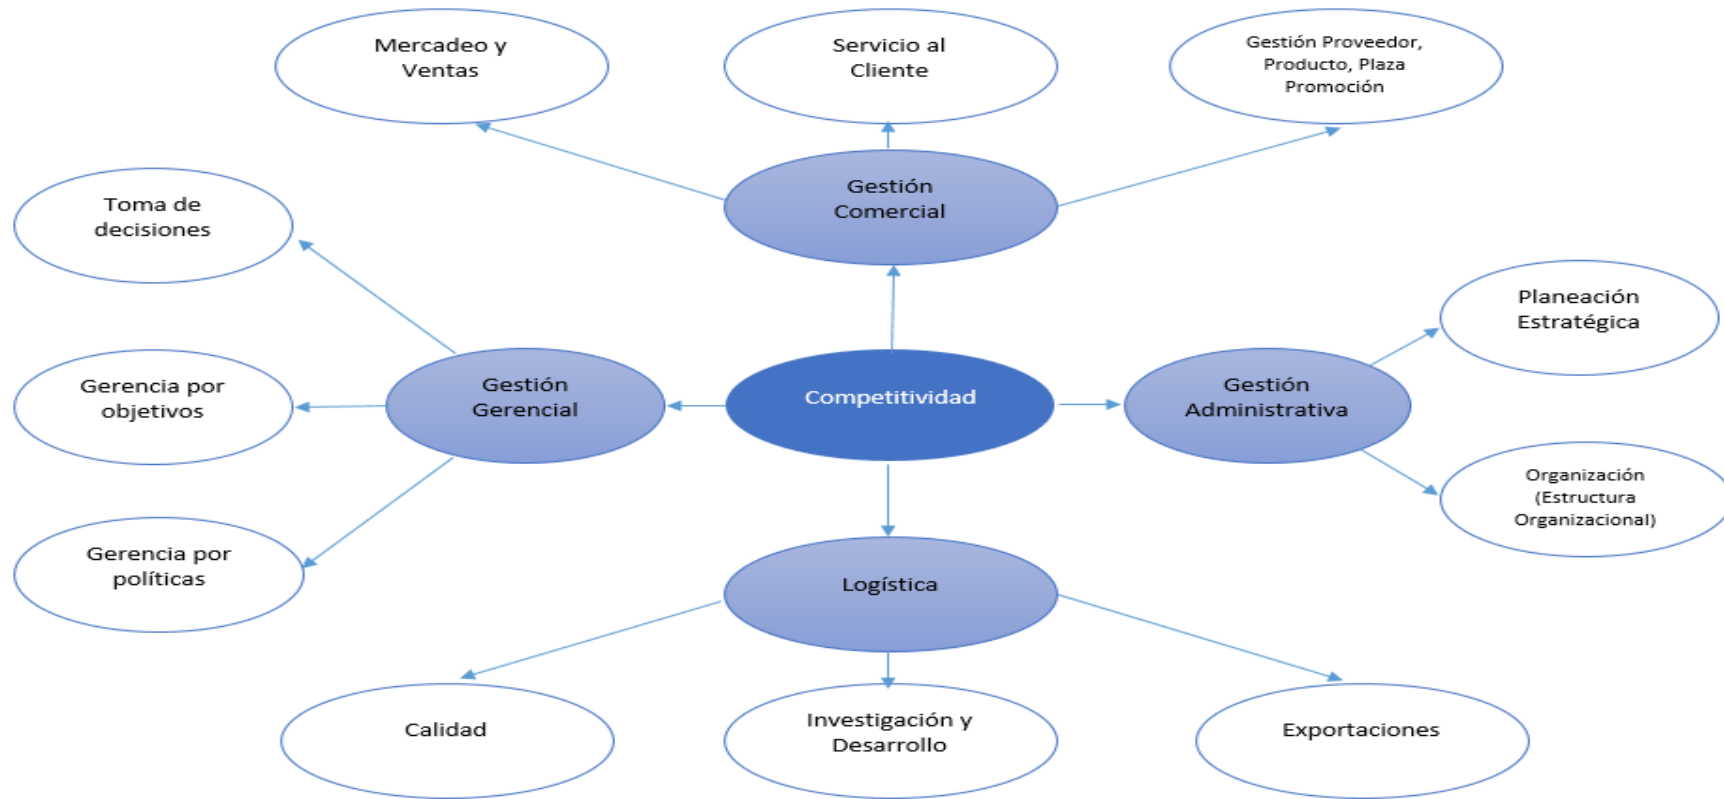 Mercadeo y
Ventas
Servicio al
Cliente
Gestión Proveedor,
Producto, Plaza
Promoción
Toma de
decisiones
Gestión
Comercial
Planeación
Estratégica
Gerencia por
objetivos
Gestión
Gerencial
Competitividad
Gestión
Administrativa
Organización
(Estructura
Organizacional)
Gerencia por
políticas
Logística
Calidad
Investigación y
Desarrollo
Exportaciones